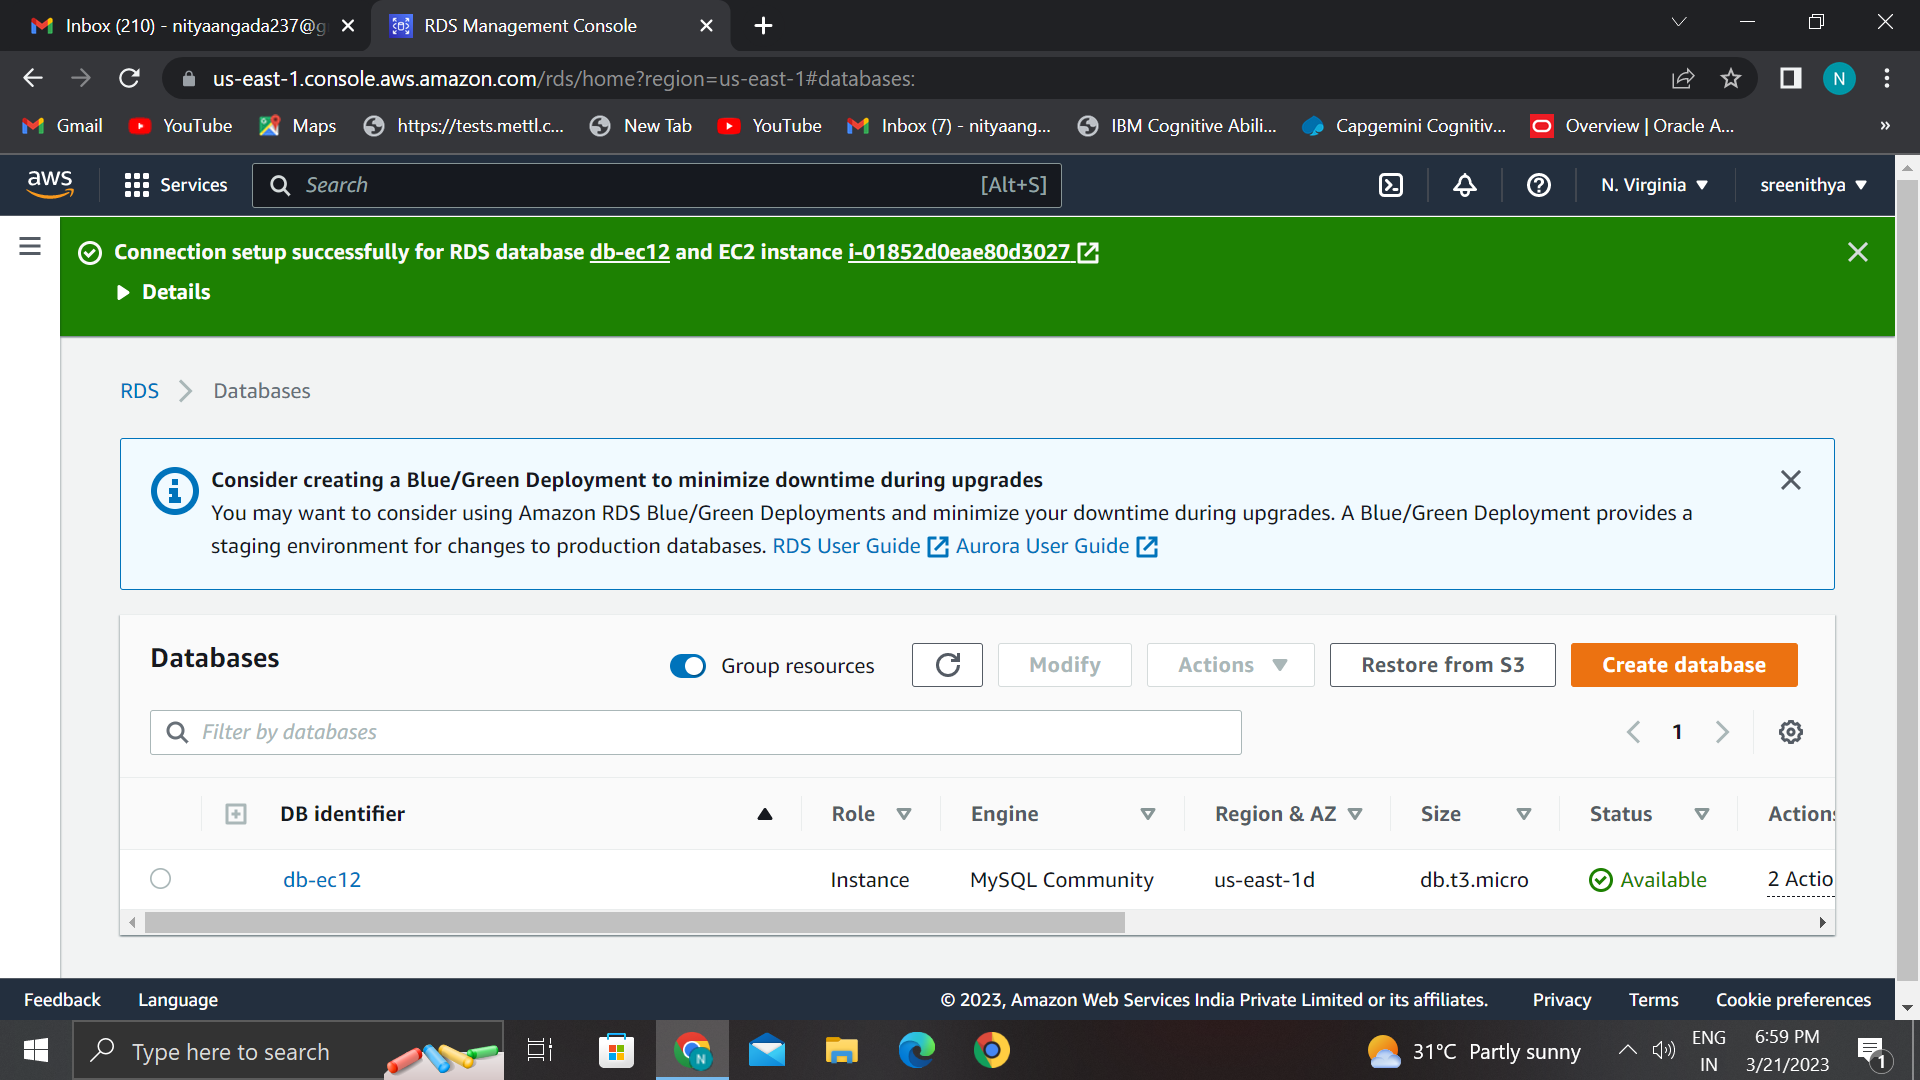 Inbox (210) - nityaangada237@g
RDS Management Console
us-east-1.console.aws.amazon.com/rds/home?region=us-east-1#databases:
N
Gmail
YouTube
Maps
https://tests.mettl.c...
New Tab
YouTube
Inbox (7) - nityaang...
IBM Cognitive Abili...
Capgemini Cognitiv...
Overview | Oracle A...
»
aws
Services
Search
[Alt+S]
N. Virginia
sreenithya
Connection setup successfully for RDS database db-ec12 and EC2 instance i-01852d0eae80d3027
Details
RDS
Databases
Consider creating a Blue/Green Deployment to minimize downtime during upgrades
You may want to consider using Amazon RDS Blue/Green Deployments and minimize your downtime during upgrades. A Blue/Green Deployment provides a
staging environment for changes to production databases. RDS User Guide Aurora User Guide
Databases
Group resources
Modify
Actions
Restore from S3
Create database
Filter by databases
1
DB identifier
Role
Engine
Region & AZ
Size
Status
Actions
db-ec12
Instance
MySQL Community
us-east-1d
db.t3.micro
Available
2 Actio
Feedback
Language
© 2023, Amazon Web Services India Private Limited or its affiliates.
Privacy
Terms
Cookie preferences
Type here to search
N
31°C Partly sunny
ENG
IN
6:59 PM
3/21/2023
1